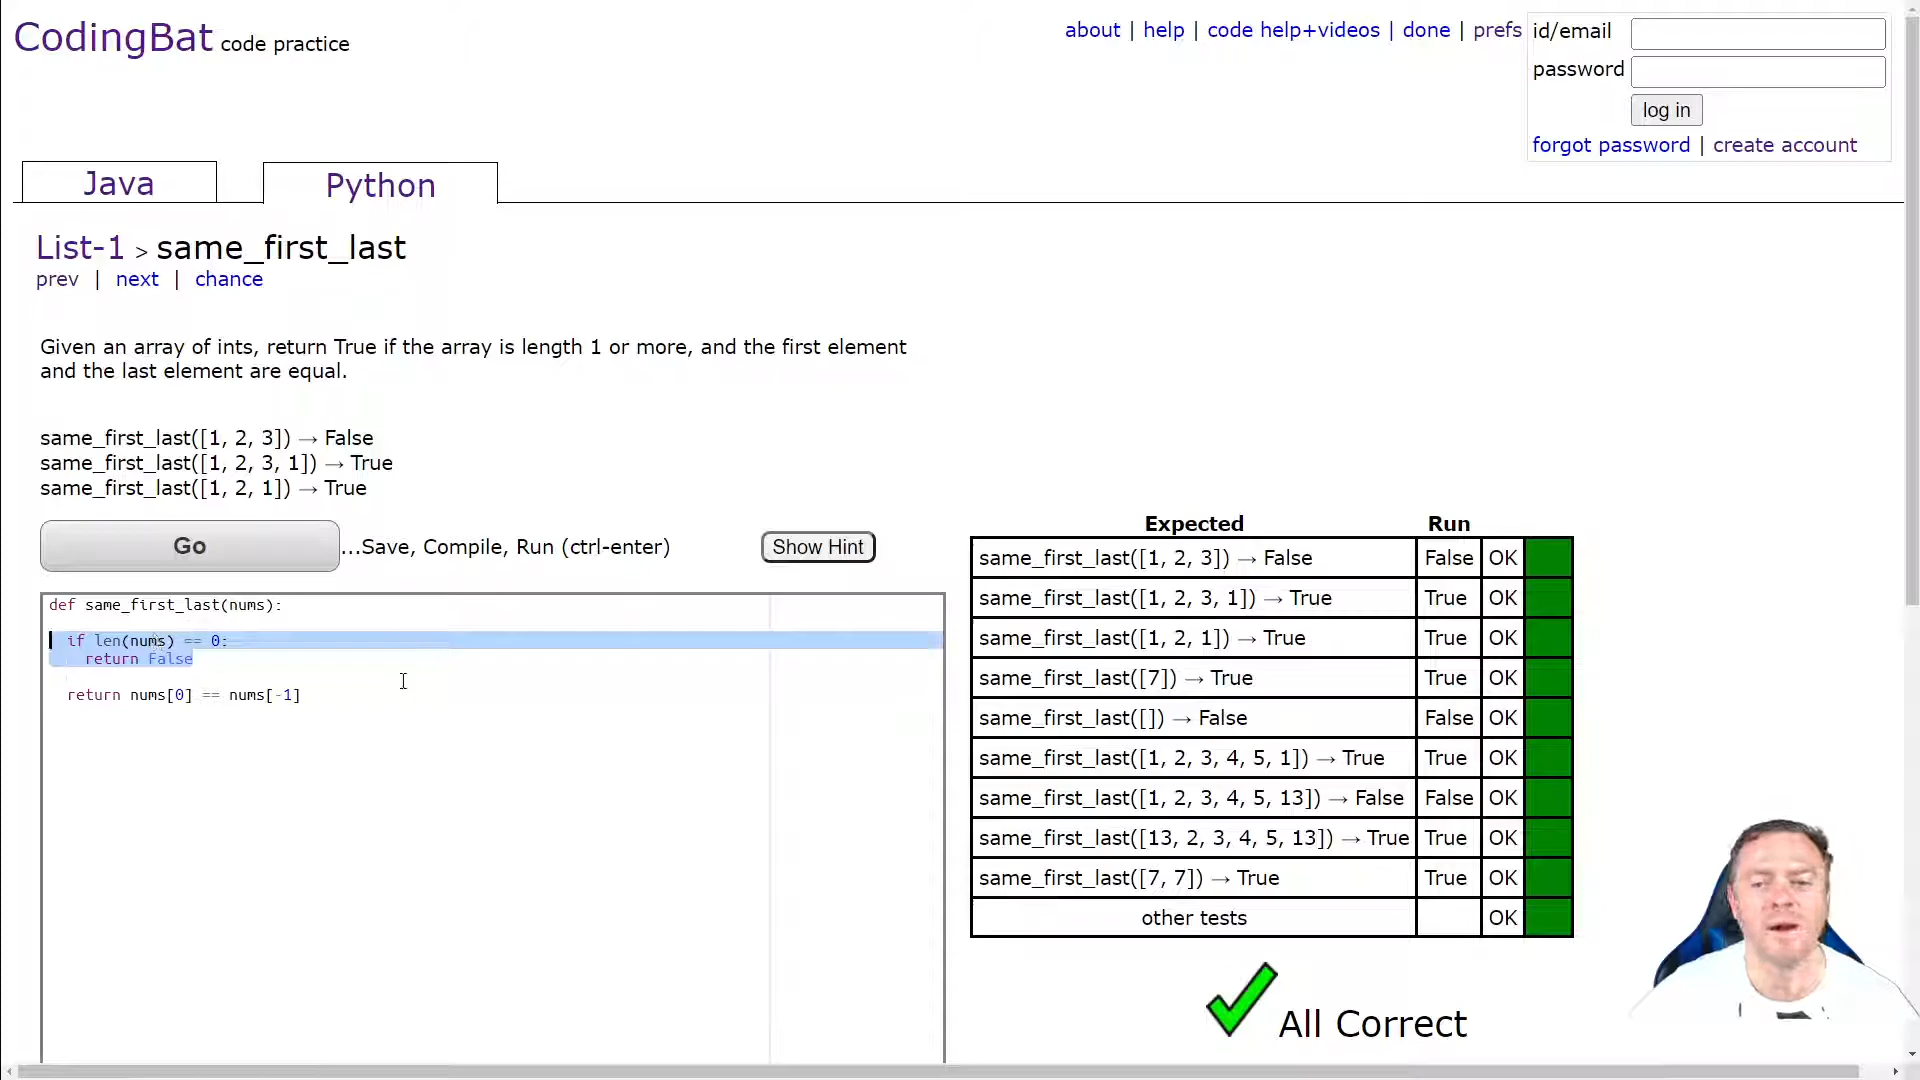 CodingBat code practice
about | help | code help+videos | done | prefs
id/email
password
log in
forgot password | create account
Java
Python
List-1 > same_first_last
prev | next | chance
Given an array of ints, return True if the array is length 1 or more, and the first element
and the last element are equal.
same_first_last([1, 2, 3]) → False
same_first_last([1, 2, 3, 1]) → True
same_first_last([1, 2, 1]) → True
Go
...Save, Compile, Run (ctrl-enter)
Show Hint
def same_first_last(nums):
if len(nums) == 0:
return False
return nums[0] == nums[-1]
Expected Run
same_first_last([1, 2, 3]) → False False OK
same_first_last([1, 2, 3, 1]) → True True OK
same_first_last([1, 2, 1]) → True True OK
same_first_last([7]) → True True OK
same_first_last([]) → False False OK
same_first_last([1, 2, 3, 4, 5, 1]) → True True OK
same_first_last([1, 2, 3, 4, 5, 13]) → False False OK
same_first_last([13, 2, 3, 4, 5, 13]) → True True OK
same_first_last([7, 7]) → True True OK
other tests OK
All Correct